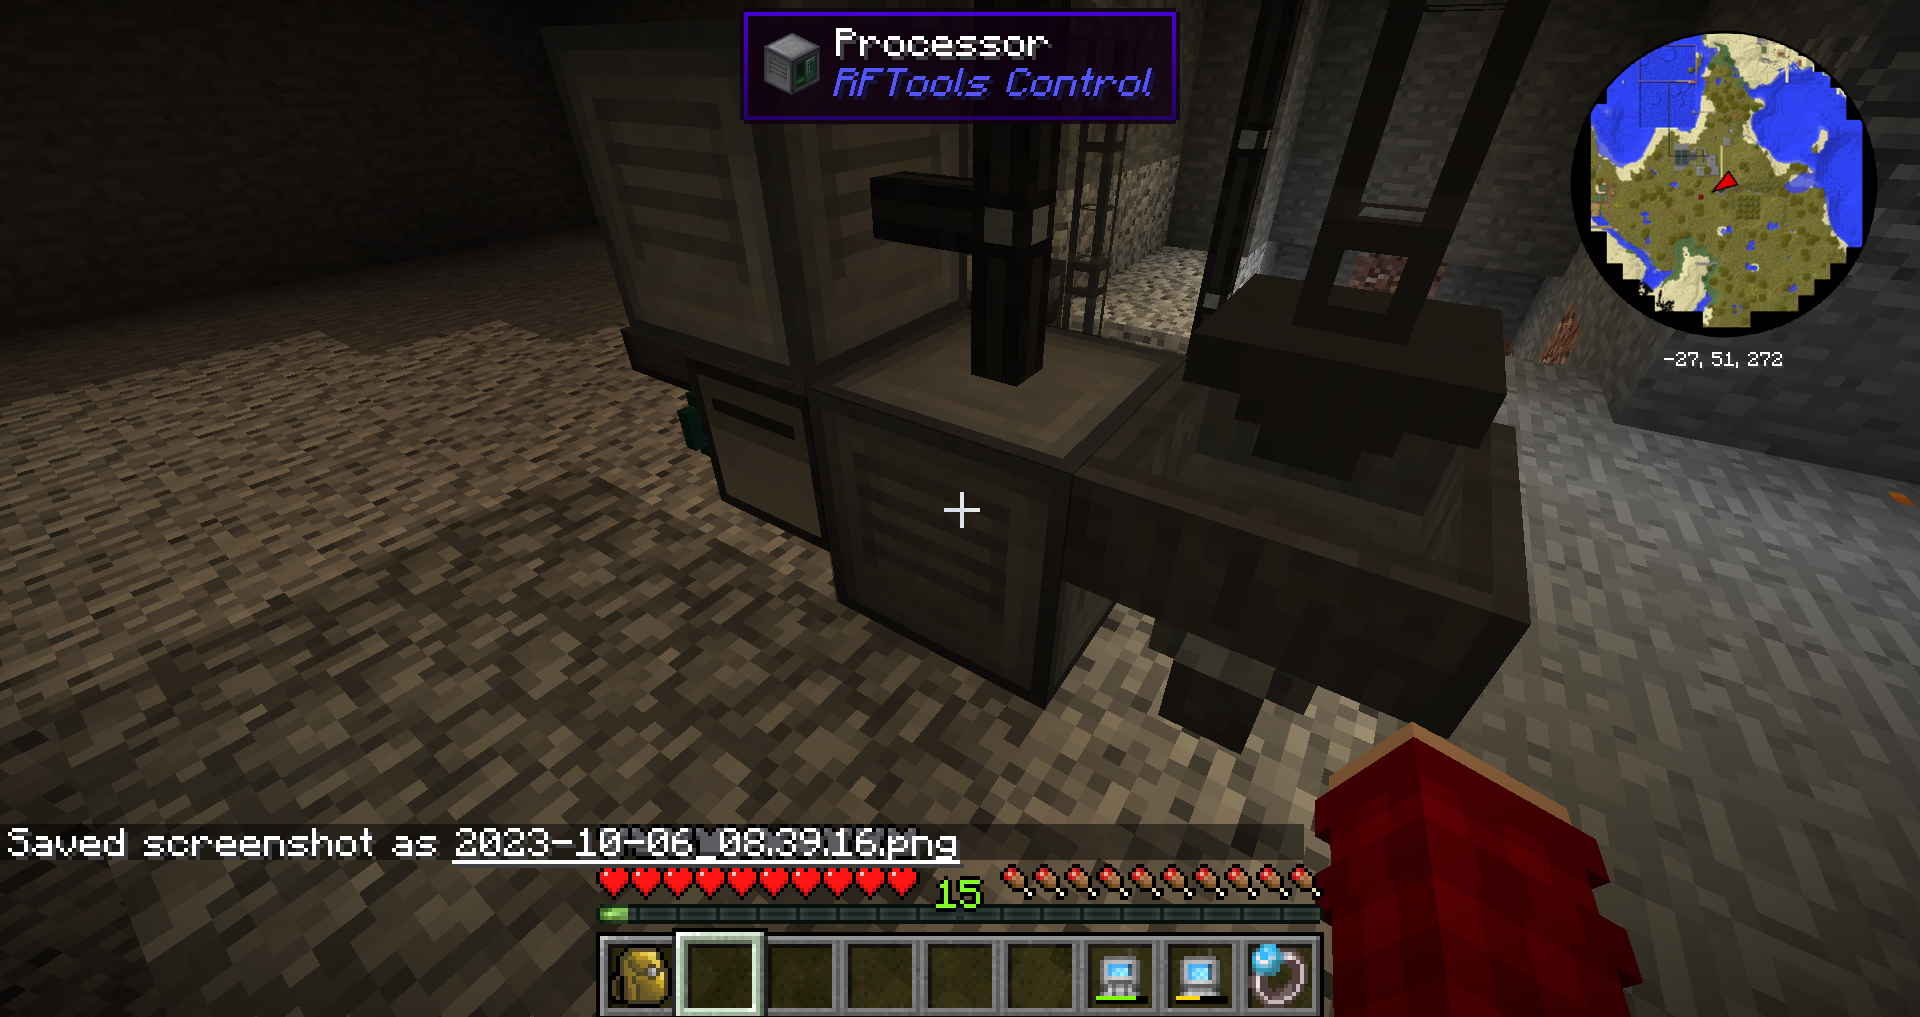 Processor
RFTools Control
-27, 51, 272
Saved screenshot as 2023-10-06_08.39.16.png
15